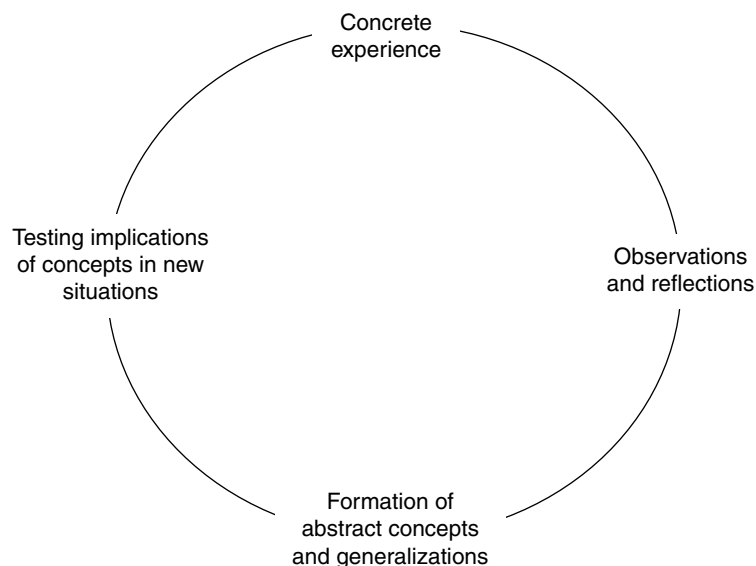 Concrete
experience
Observations
and reflections
Formation of
abstract concepts
and generalizations
Testing implications
of concepts in new
situations